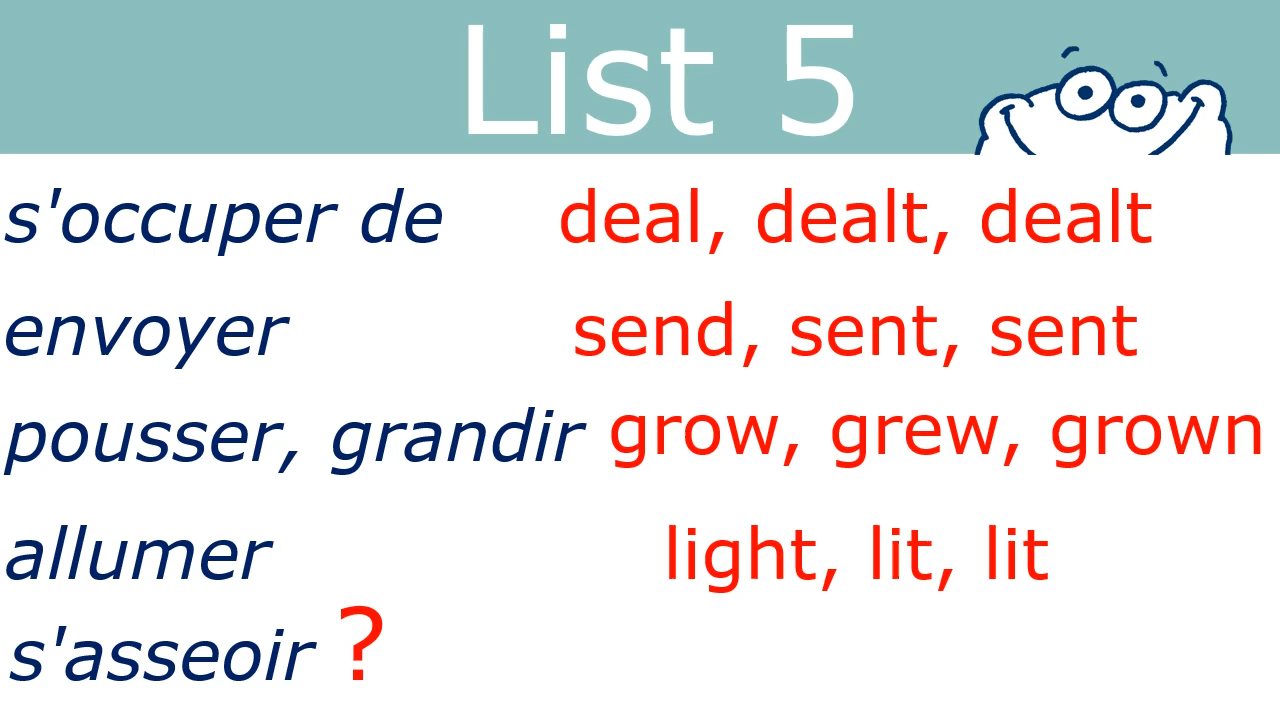 List 5
s'occuper de deal, dealt, dealt
envoyer send, sent, sent
pousser, grandir grow, grew, grown
allumer light, lit, lit
s'asseoir ?